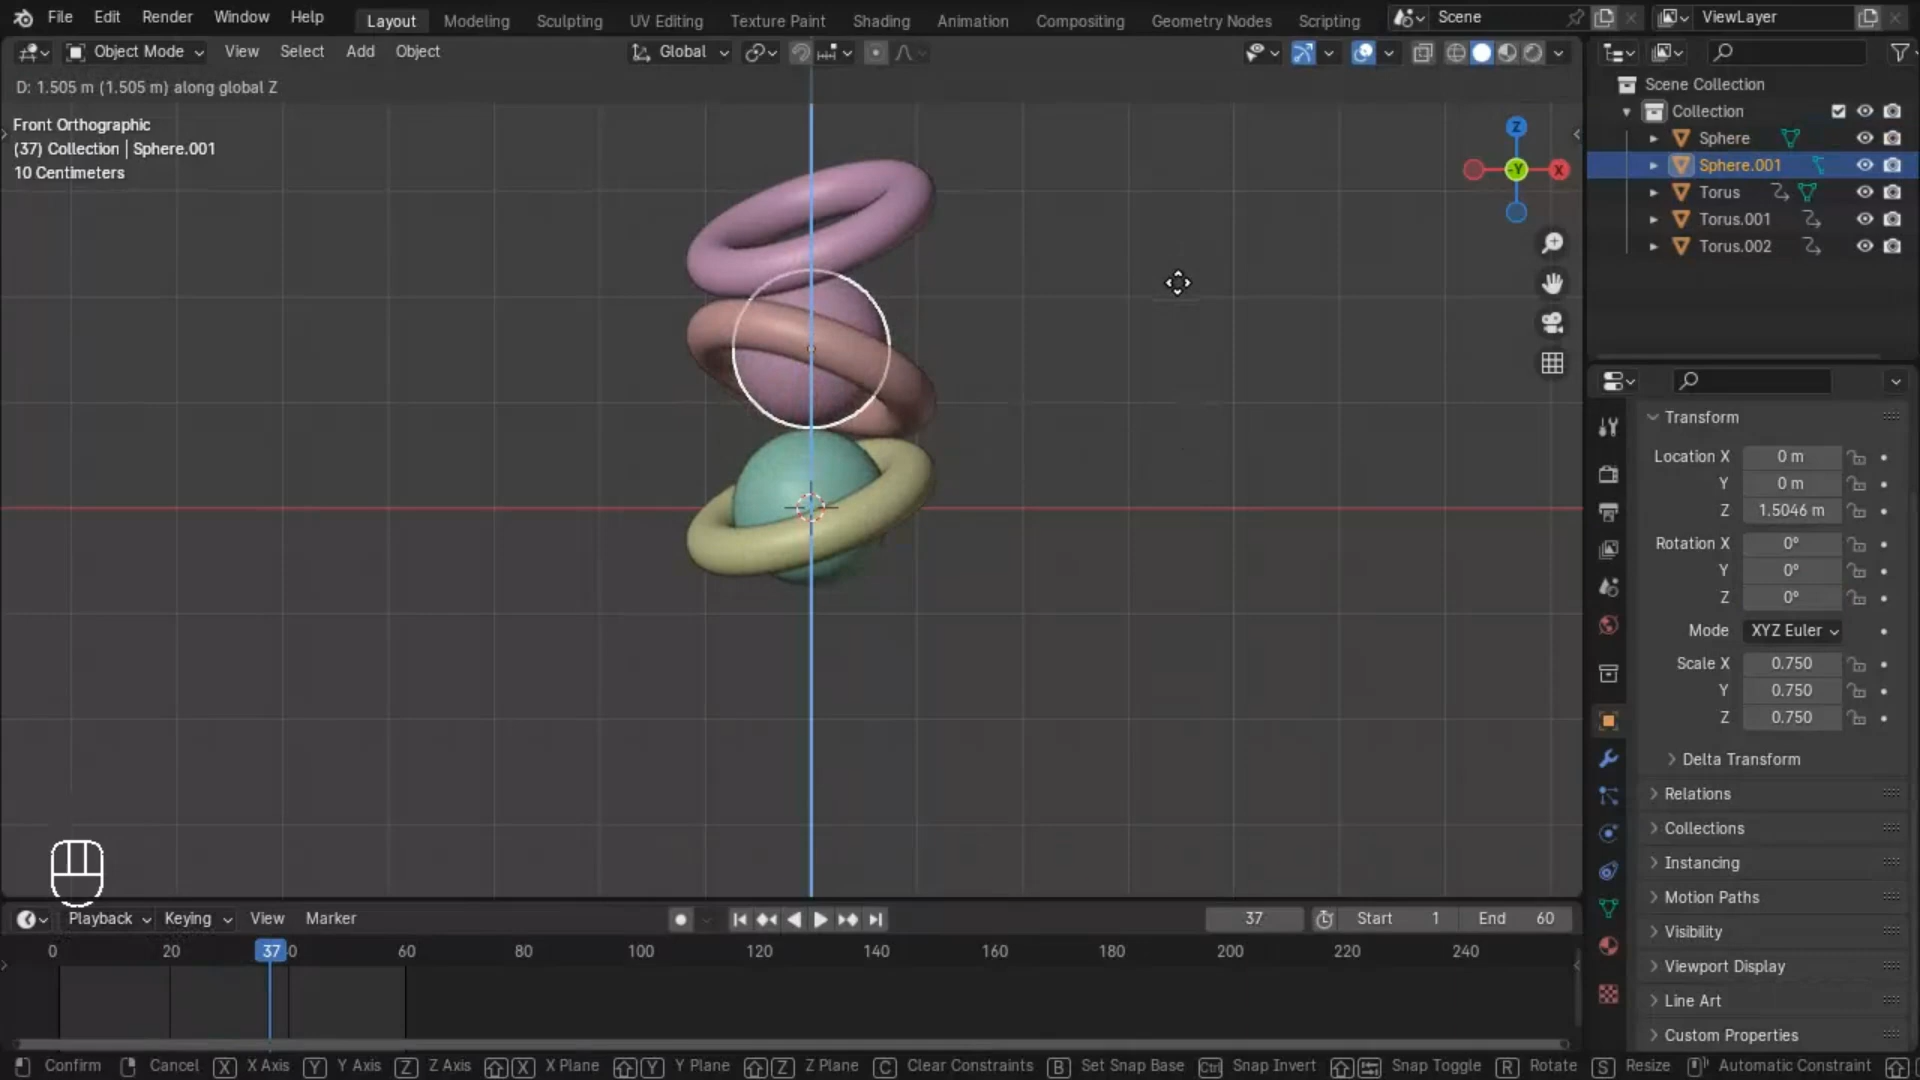 File Edit Render Window Help Layout Modeling Sculpting UV Editing Texture Paint Shading Animation Compositing Geometry Nodes Scripting Scene ViewLayer
Object Mode View Select Add Object Global
D: 1.505 m (1.505 m) along global Z
Front Orthographic
(37) Collection | Sphere.001
10 Centimeters
Z
-Y
X
Scene Collection
Collection
Sphere
Sphere.001
Torus
Torus.001
Torus.002
Transform
Location X 0 m
Y 0 m
Z 1.5046 m
Rotation X 0°
Y 0°
Z 0°
Mode XYZ Euler
Scale X 0.750
Y 0.750
Z 0.750
Delta Transform
Relations
Collections
Instancing
Motion Paths
Visibility
Viewport Display
Line Art
Custom Properties
Playback Keying View Marker 37 Start 1 End 60
0 20 37 0 60 80 100 120 140 160 180 200 220 240
Confirm Cancel X X Axis Y Y Axis Z Z Axis X X Plane Y Y Plane Z Z Plane C Clear Constraints B Set Snap Base Ctrl Snap Invert Snap Toggle R Rotate S Resize Automatic Constraint